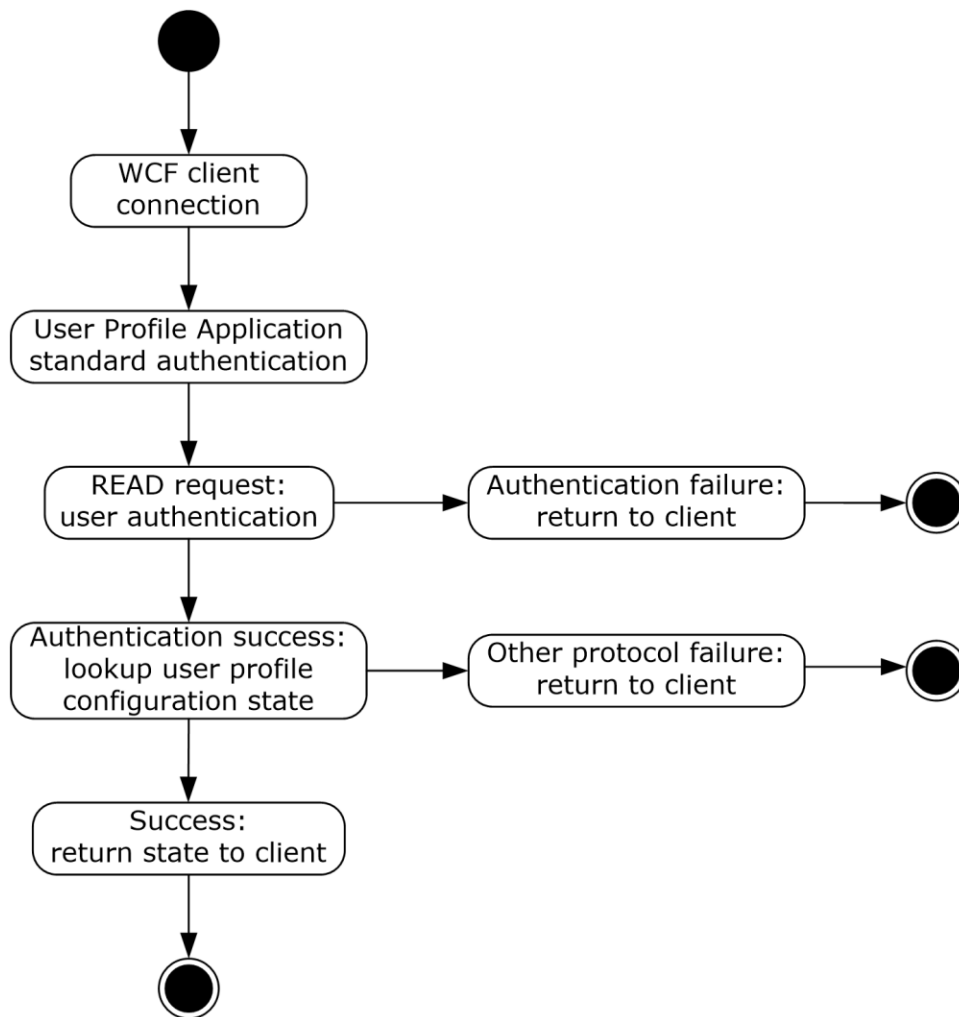 WCF client
connection
User Profile Application
standard authentication
READ request:
user authentication
Authentication failure:
return to client
Authentication success:
lookup user profile
configuration state
Other protocol failure:
return to client
Success:
return state to client